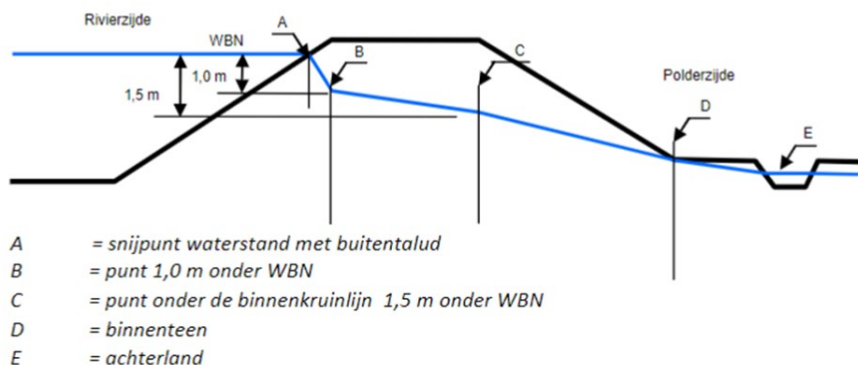 Rivierzijde
A
WBN
B
C
1,0 m
1,5 m
Polderzijde
D
E
A = snijpunt waterstand met buitentalud
B = punt 1,0 m onder WBN
C = punt onder de binnenkruinlijn 1,5 m onder WBN
D = binnenteen
E = achterland